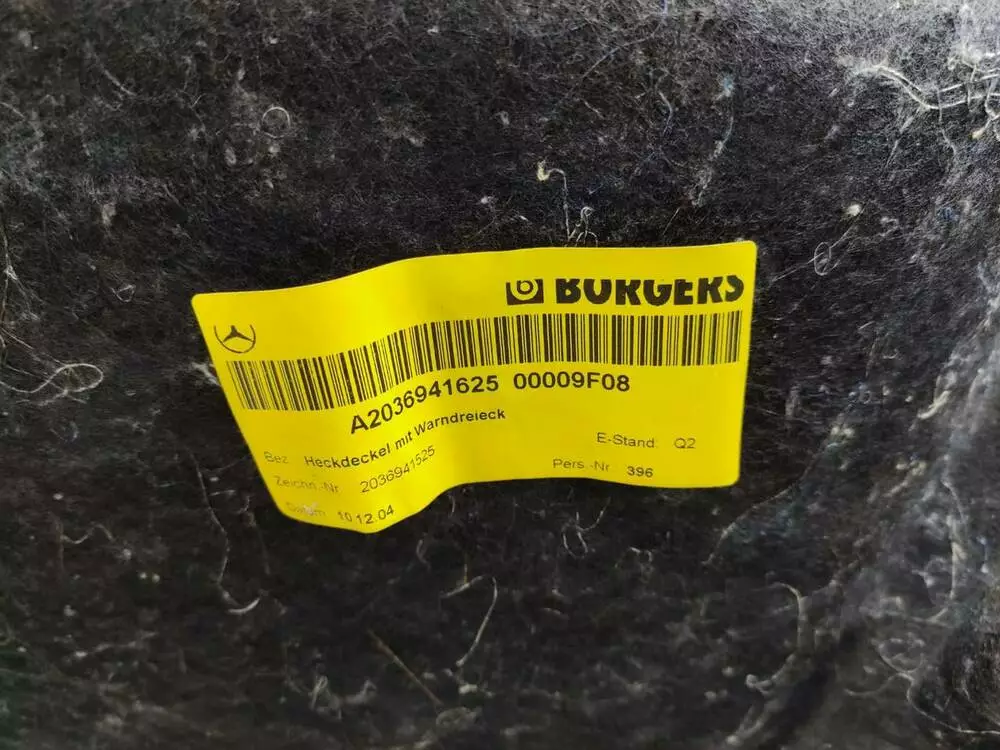 BURGERS
A2036941625 00009F08
Bez. Heckdeckel mit Warndreieck
E-Stand: Q2
Zeichn.-Nr 2036941525
Pers.-Nr 396
Datum 10.12.04